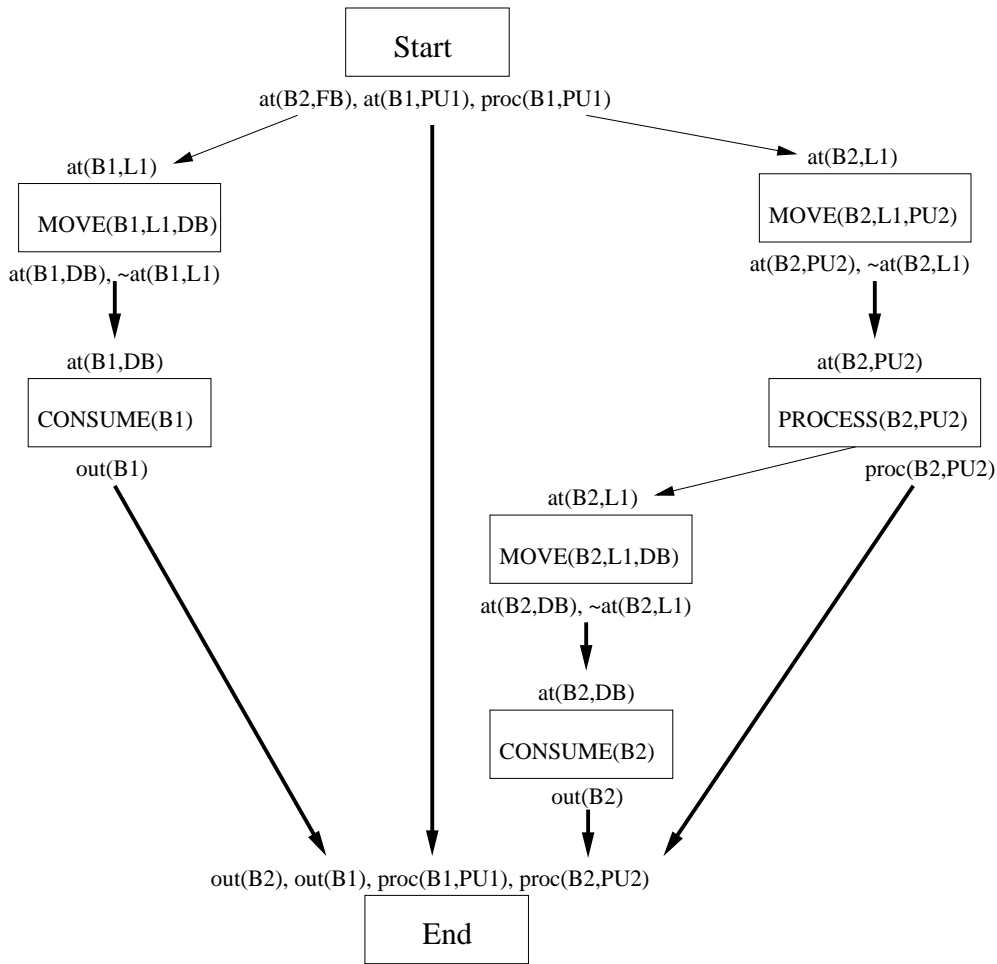 Start
at(B2,FB), at(B1,PU1), proc(B1,PU1)
at(B1,L1)
MOVE(B1,L1,DB)
at(B1,DB), ~at(B1,L1)
at(B1,DB)
CONSUME(B1)
out(B1)
at(B2,L1)
MOVE(B2,L1,PU2)
at(B2,PU2), ~at(B2,L1)
at(B2,PU2)
PROCESS(B2,PU2)
proc(B2,PU2)
at(B2,L1)
MOVE(B2,L1,DB)
at(B2,DB), ~at(B2,L1)
at(B2,DB)
CONSUME(B2)
out(B2)
out(B2), out(B1), proc(B1,PU1), proc(B2,PU2)
End